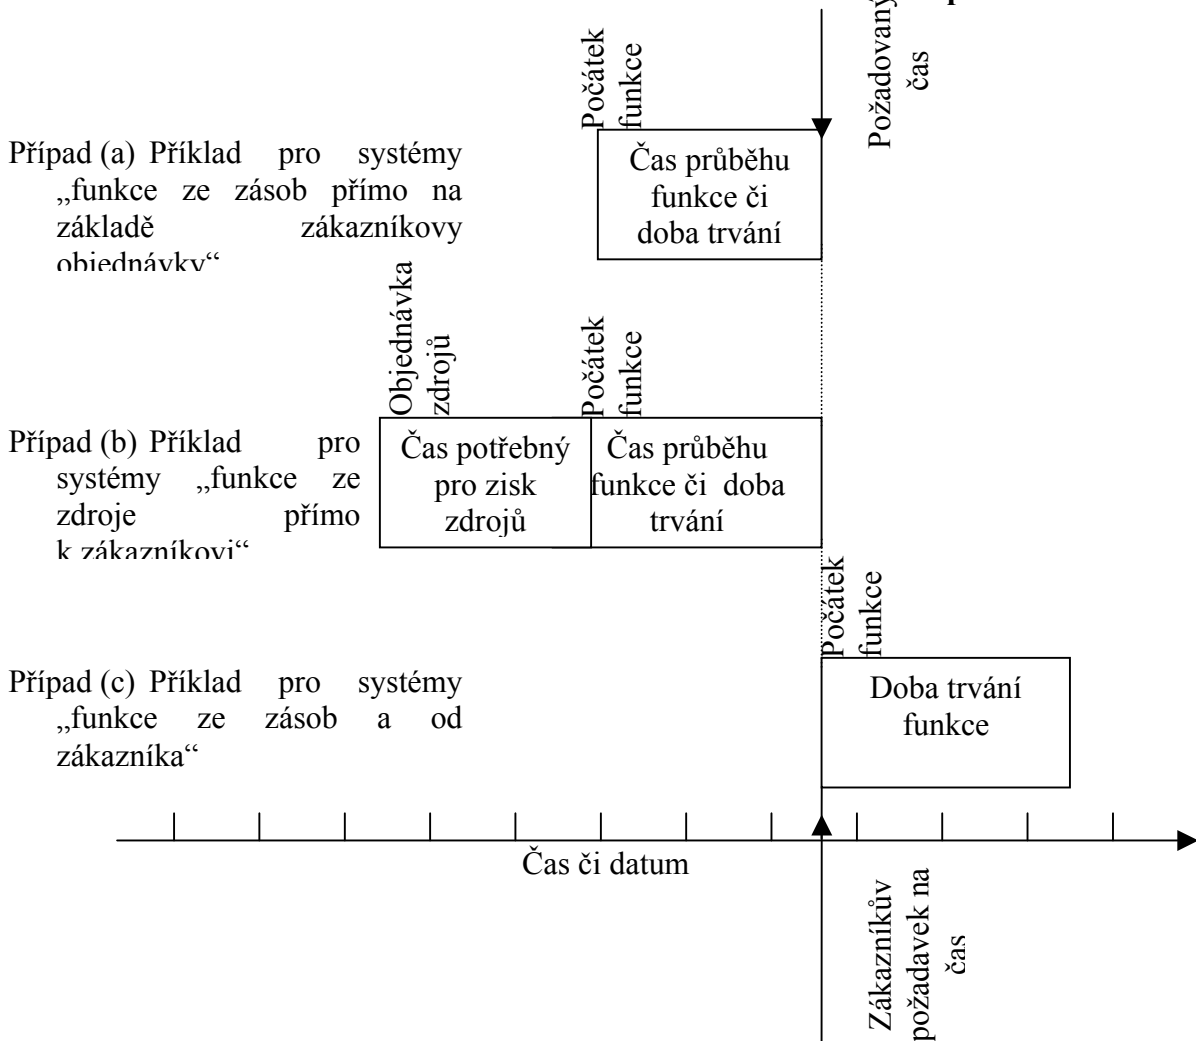 Požadovaný
čas
Počátek
funkce
Případ (a) Příklad pro systémy
„funkce ze zásob přímo na
základě zákazníkovy
objednávky“
Čas průběhu
funkce či
doba trvání
Objednávka
zdrojů
Počátek
funkce
Případ (b) Příklad pro
systémy „funkce ze
zdroje přímo
k zákazníkovi“
Čas potřebný
pro zisk
zdrojů
Čas průběhu
funkce či doba
trvání
Počátek
funkce
Případ (c) Příklad pro systémy
„funkce ze zásob a od
zákazníka“
Doba trvání
funkce
Čas či datum
Zákazníkův
požadavek na
čas